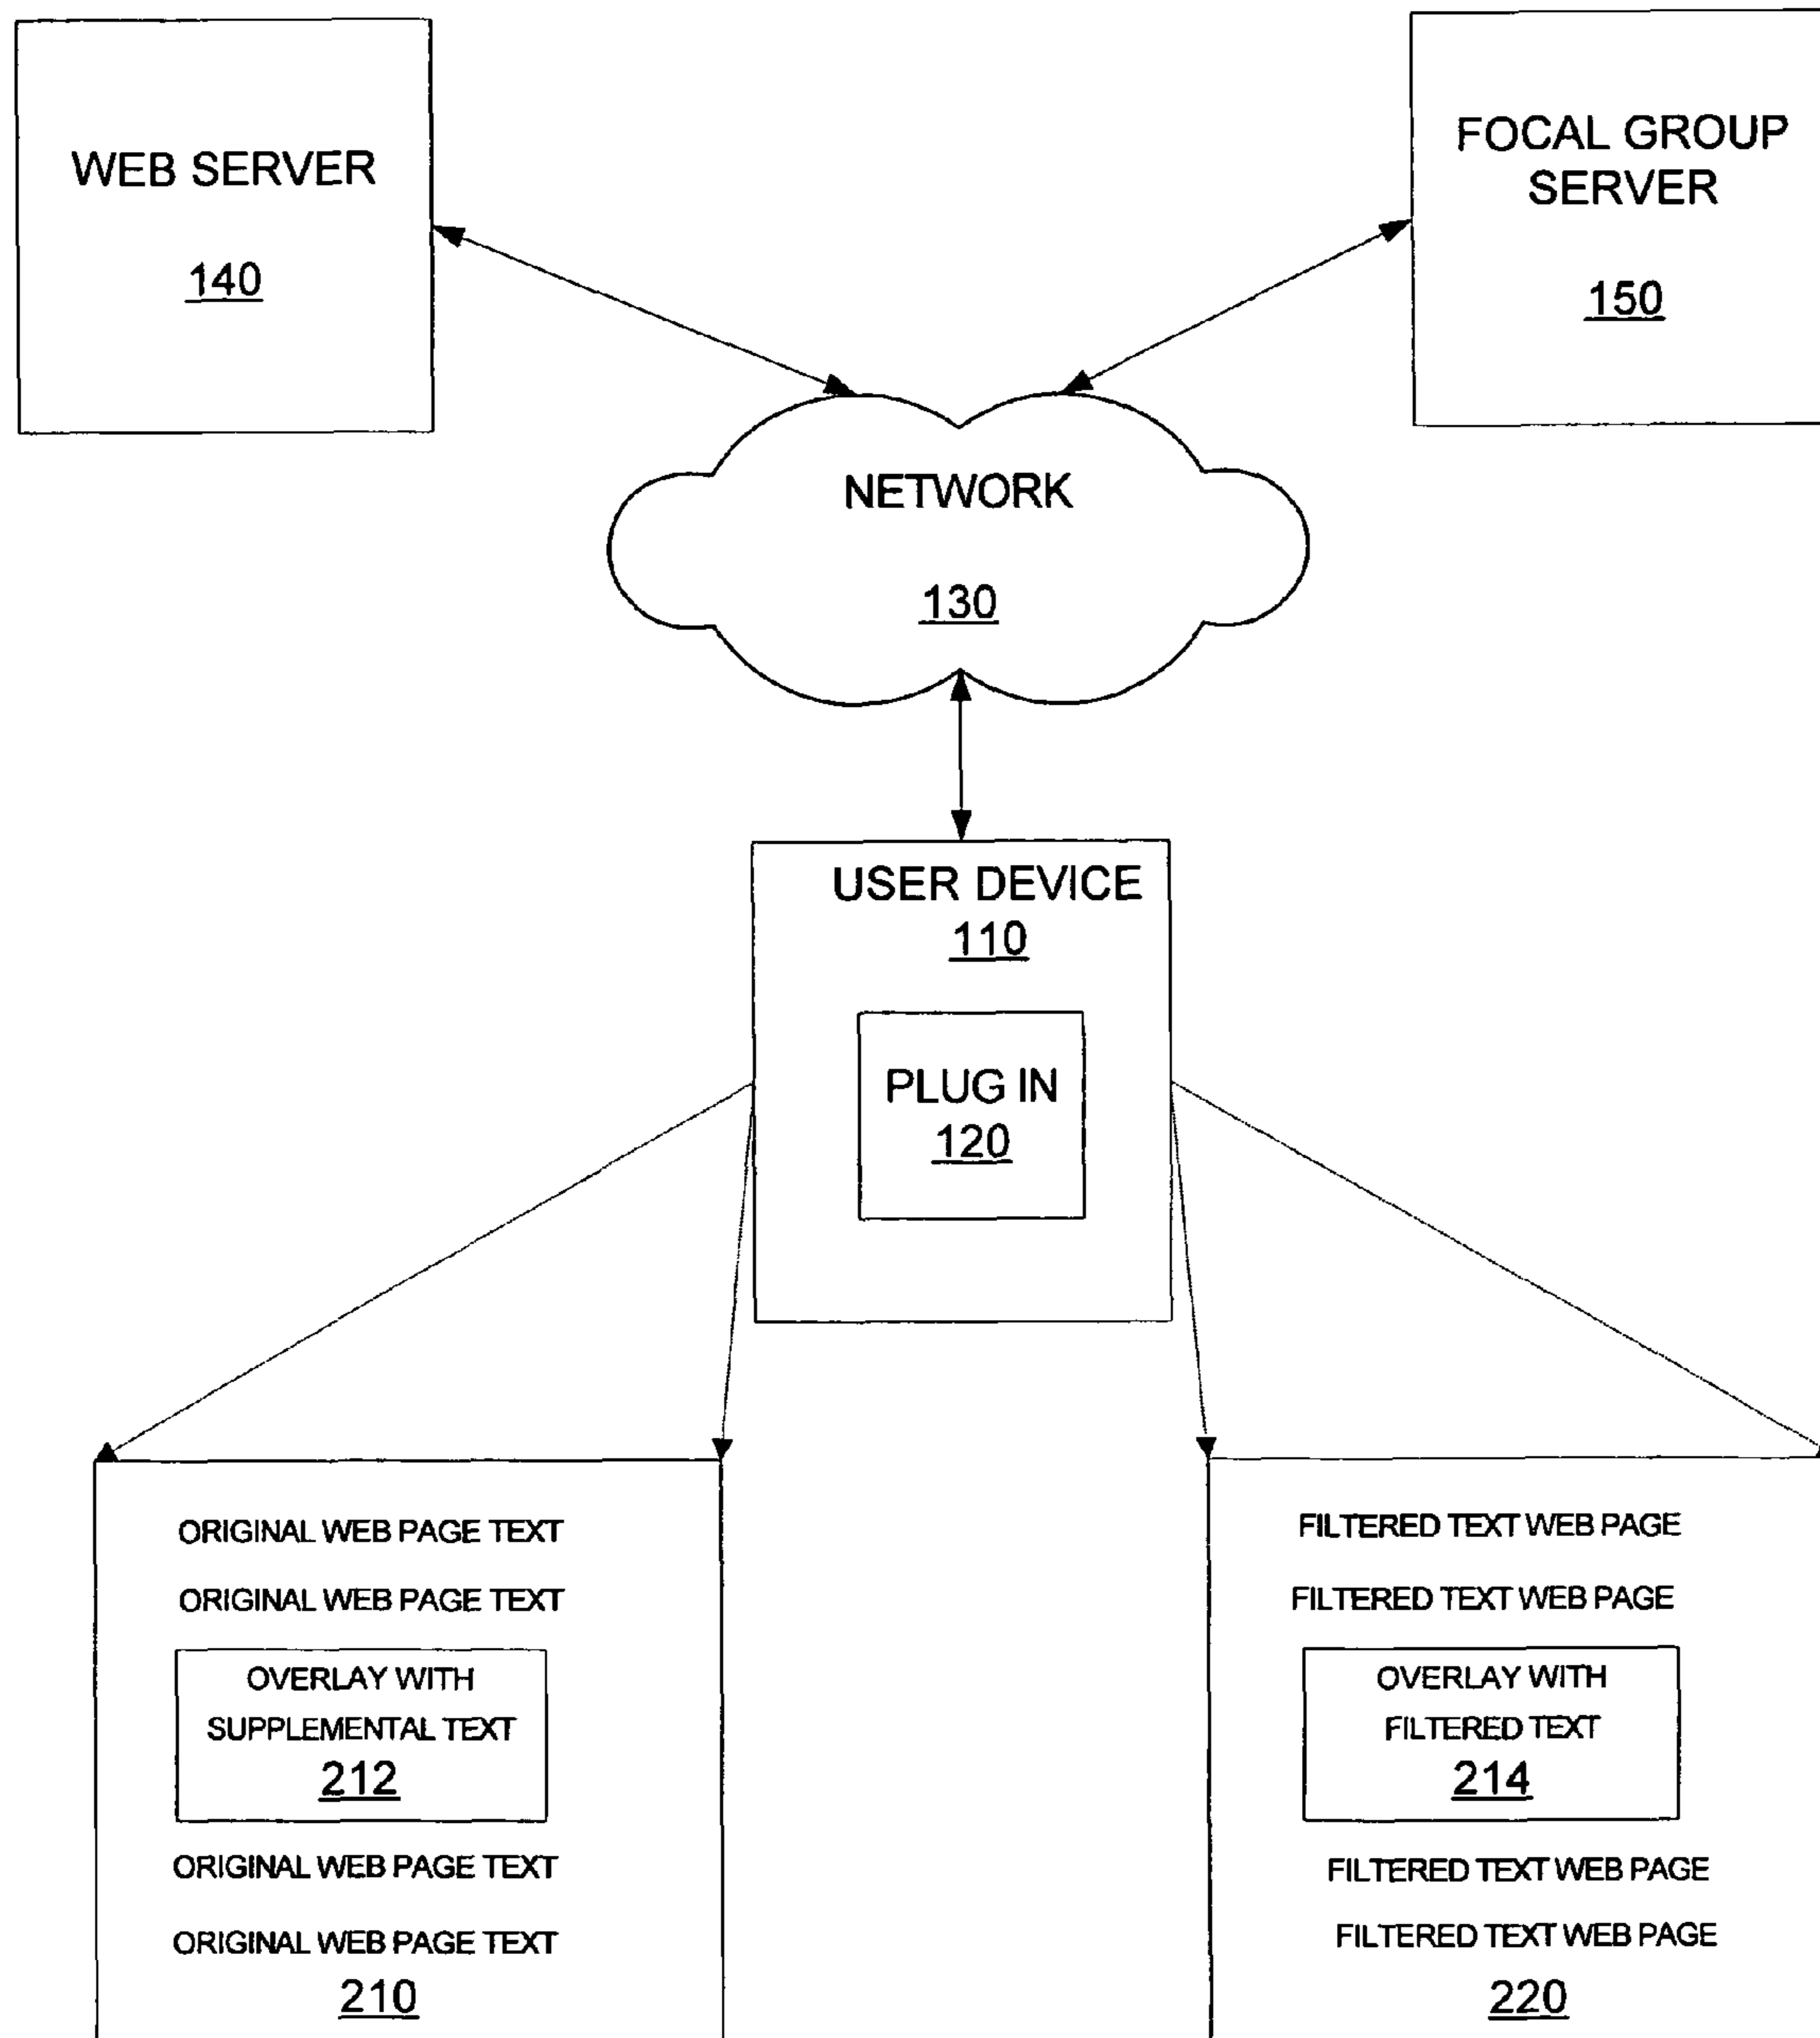 WEB SERVER
140
FOCAL GROUP
SERVER
150
NETWORK
130
USER DEVICE
110
PLUG IN
120
ORIGINAL WEB PAGE TEXT
ORIGINAL WEB PAGE TEXT
OVERLAY WITH
SUPPLEMENTAL TEXT
212
ORIGINAL WEB PAGE TEXT
ORIGINAL WEB PAGE TEXT
210
FILTERED TEXT WEB PAGE
FILTERED TEXT WEB PAGE
OVERLAY WITH
FILTERED TEXT
214
FILTERED TEXT WEB PAGE
FILTERED TEXT WEB PAGE
220